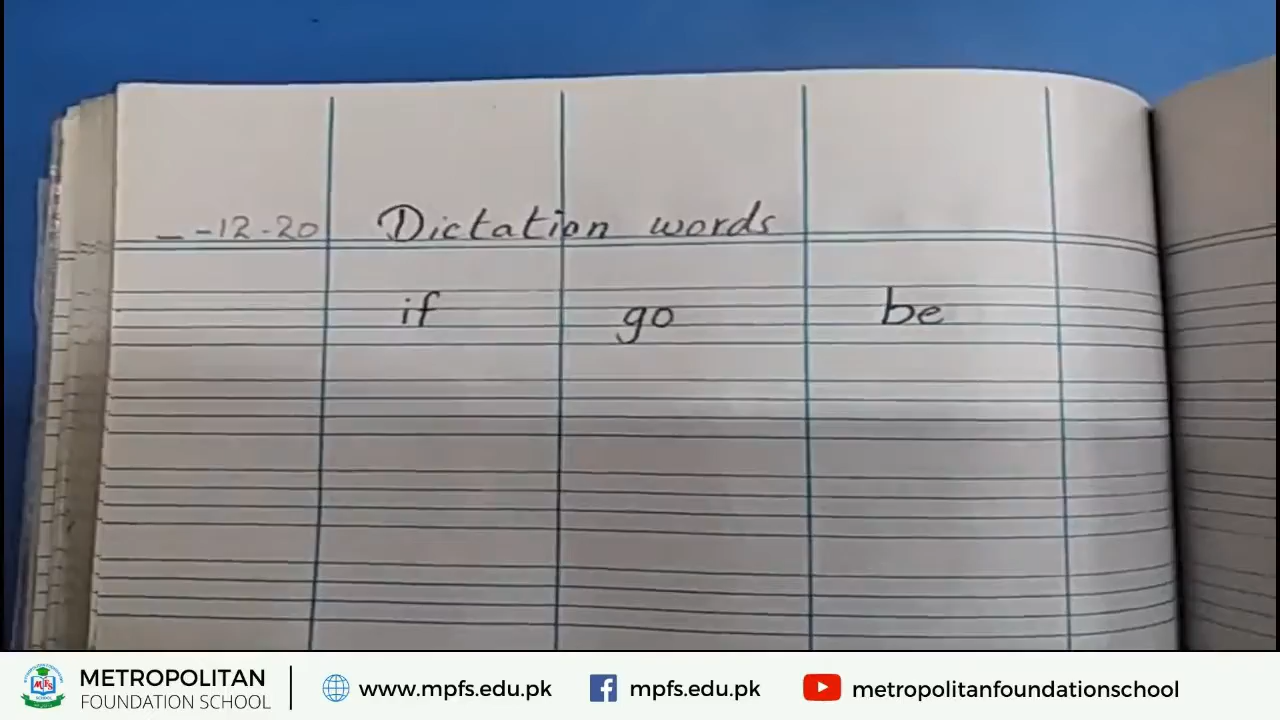 _ -12-20 Dictation words
if go be
METROPOLITAN
FOUNDATION SCHOOL
www.mpfs.edu.pk
mpfs.edu.pk
metropolitanfoundationschool